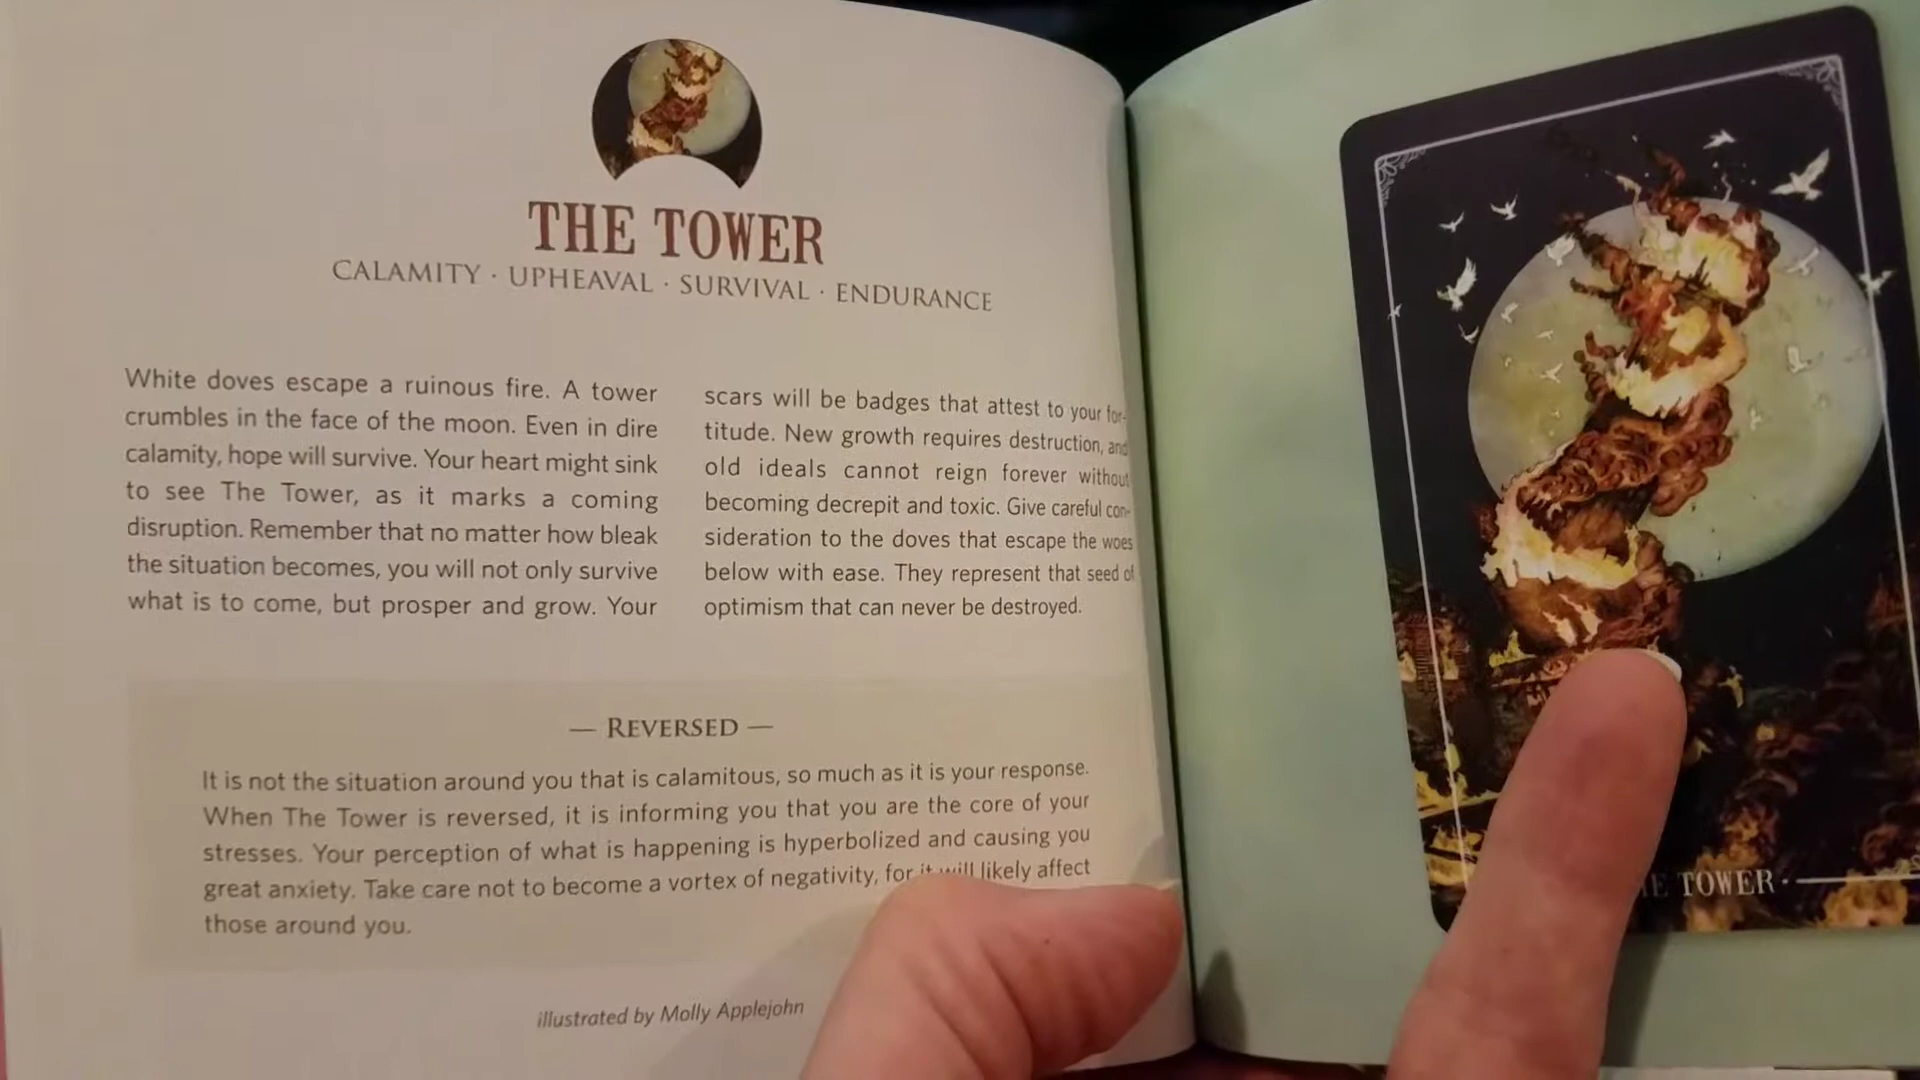 THE TOWER
CALAMITY · UPHEAVAL · SURVIVAL · ENDURANCE
White doves escape a ruinous fire. A tower
crumbles in the face of the moon. Even in dire
calamity, hope will survive. Your heart might sink
to see The Tower, as it marks a coming
disruption. Remember that no matter how bleak
the situation becomes, you will not only survive
what is to come, but prosper and grow. Your
scars will be badges that attest to your for-
titude. New growth requires destruction, and
old ideals cannot reign forever without
becoming decrepit and toxic. Give careful con-
sideration to the doves that escape the woes
below with ease. They represent that seed of
optimism that can never be destroyed.
— REVERSED —
It is not the situation around you that is calamitous, so much as it is your response.
When The Tower is reversed, it is informing you that you are the core of your
stresses. Your perception of what is happening is hyperbolized and causing you
great anxiety. Take care not to become a vortex of negativity, for it will likely affect
those around you.
illustrated by Molly Applejohn
TOWER